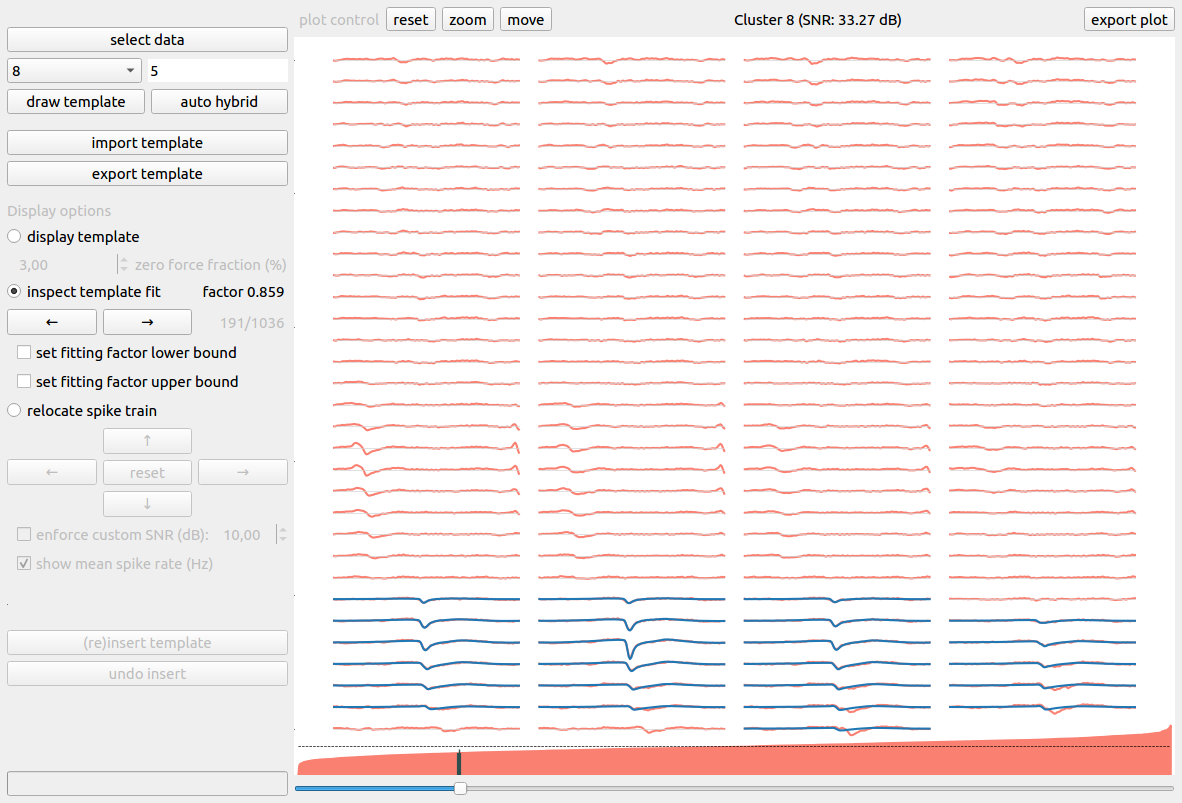 plot control reset zoom move Cluster 8 (SNR: 33.27 dB) export plot
select data
8 5
draw template auto hybrid
import template
export template
Display options
display template
3,00 zero force fraction (%)
inspect template fit factor 0.859
← → 191/1036
set fitting factor lower bound
set fitting factor upper bound
relocate spike train
↑
← reset →
↓
enforce custom SNR (dB): 10,00
show mean spike rate (Hz)
(re)insert template
undo insert